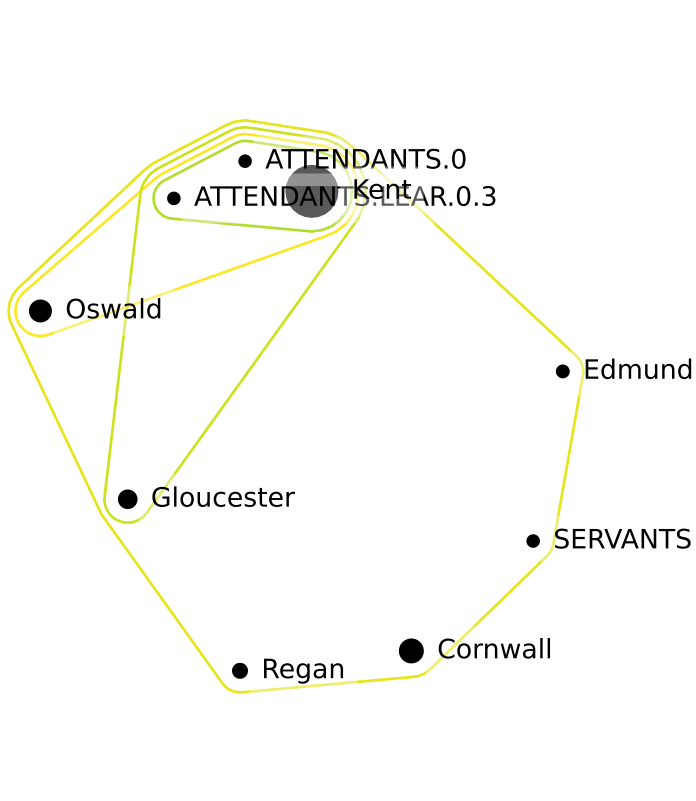 ATTENDANTS.0
Kent
ATTENDANTS.LEAR.0.3
Oswald
Edmund
Gloucester
SERVANTS
Cornwall
Regan